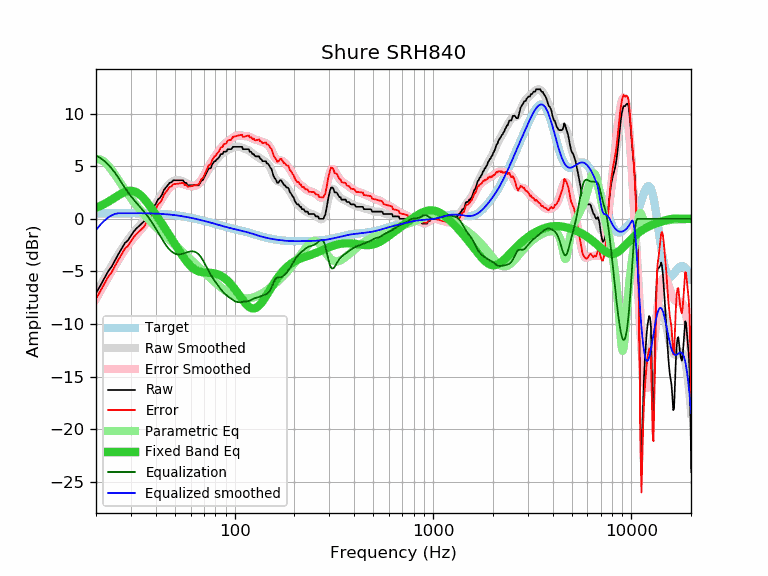 Shure SRH840
Amplitude (dBr)
10
5
0
−5
−10
−15
−20
−25
Target
Raw Smoothed
Error Smoothed
Raw
Error
Parametric Eq
Fixed Band Eq
Equalization
Equalized smoothed
100 1000 10000
Frequency (Hz)